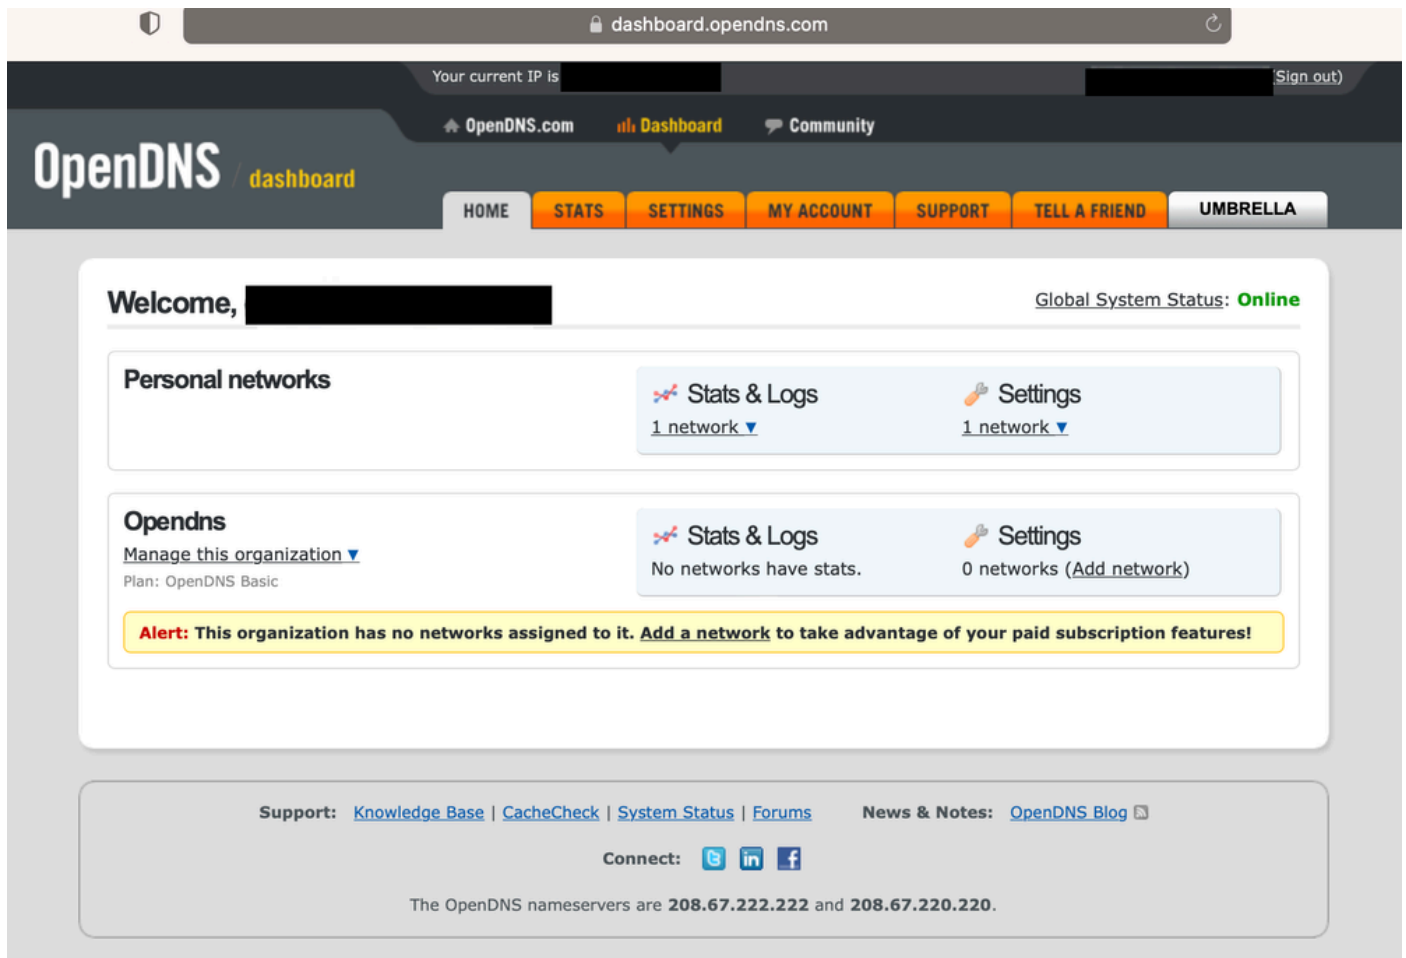 dashboard.opendns.com
Your current IP is
(Sign out)
OpenDNS.com Dashboard Community
OpenDNS / dashboard
HOME STATS SETTINGS MY ACCOUNT SUPPORT TELL A FRIEND UMBRELLA
Welcome,
Global System Status: Online
Personal networks
Stats & Logs Settings
1 network ▼ 1 network ▼
Opendns
Manage this organization ▼
Plan: OpenDNS Basic
Stats & Logs Settings
No networks have stats. 0 networks (Add network)
Alert: This organization has no networks assigned to it. Add a network to take advantage of your paid subscription features!
Support: Knowledge Base | CacheCheck | System Status | Forums News & Notes: OpenDNS Blog
Connect:
The OpenDNS nameservers are 208.67.222.222 and 208.67.220.220.